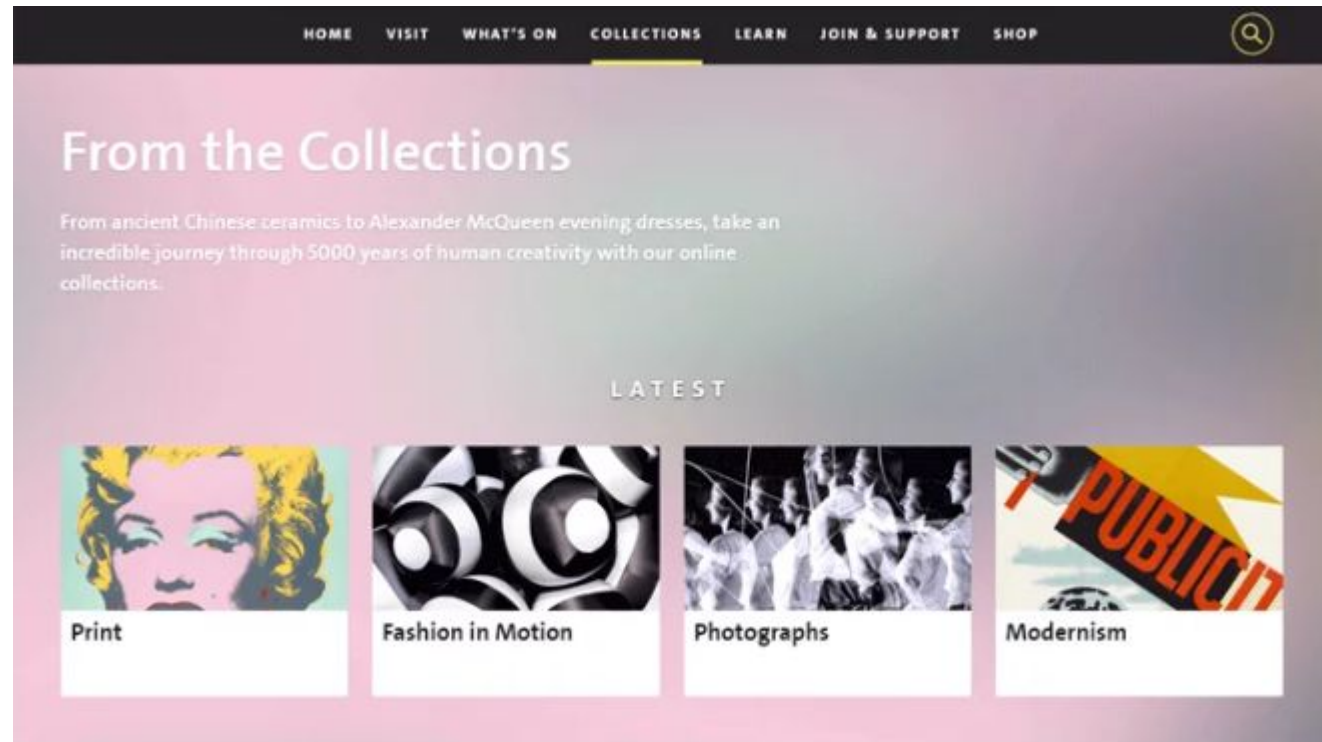 HOME VISIT WHAT'S ON COLLECTIONS LEARN JOIN & SUPPORT SHOP
From the Collections
From ancient Chinese ceramics to Alexander McQueen evening dresses, take an
incredible journey through 5000 years of human creativity with our online
collections.
LATEST
PUBLICIT
Print
Fashion in Motion
Photographs
Modernism